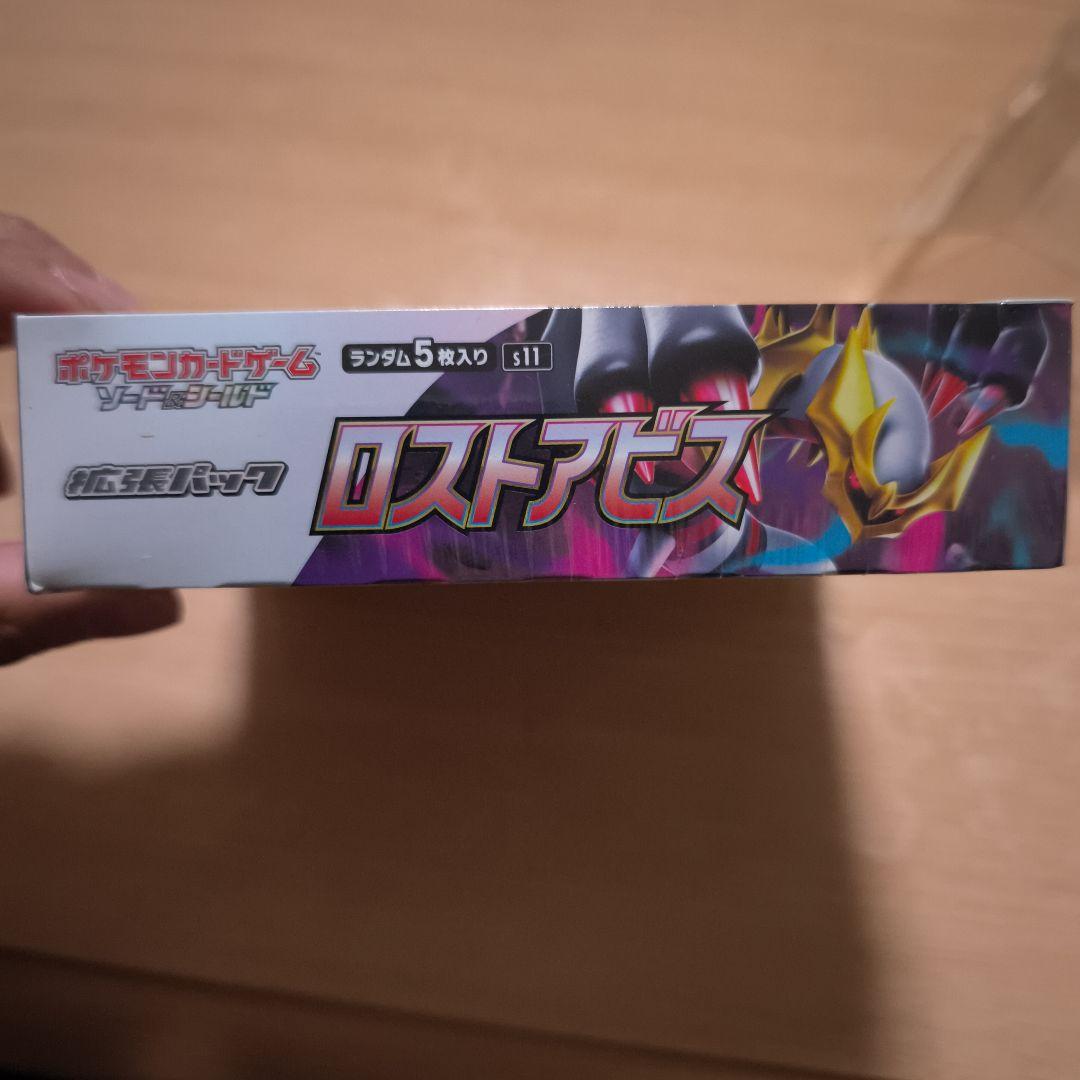 ポケモンカードゲーム
ソード&シールド
ランダム5枚入り
s11
拡張パック
ロストアビス